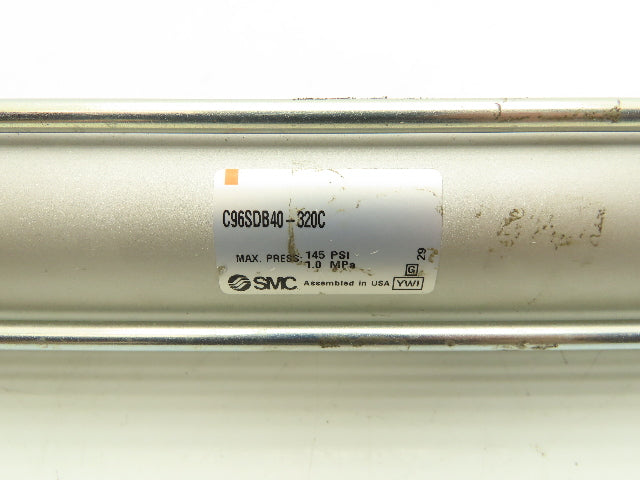 C96SDB40-320C
MAX. PRESS. 145 PSI
1.0 MPa
29
G
SMC Assembled in USA YWI